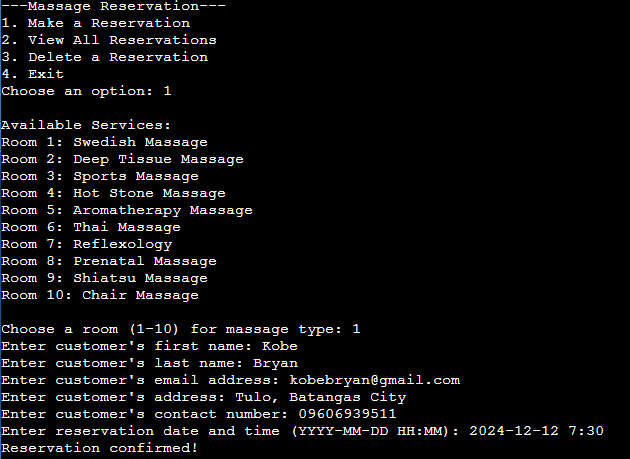 ---Massage Reservation---
1. Make a Reservation
2. View All Reservations
3. Delete a Reservation
4. Exit
Choose an option: 1
Available Services:
Room 1: Swedish Massage
Room 2: Deep Tissue Massage
Room 3: Sports Massage
Room 4: Hot Stone Massage
Room 5: Aromatherapy Massage
Room 6: Thai Massage
Room 7: Reflexology
Room 8: Prenatal Massage
Room 9: Shiatsu Massage
Room 10: Chair Massage
Choose a room (1-10) for massage type: 1
Enter customer's first name: Kobe
Enter customer's last name: Bryan
Enter customer's email address: kobebryan@gmail.com
Enter customer's address: Tulo, Batangas City
Enter customer's contact number: 09606939511
Enter reservation date and time (YYYY-MM-DD HH:MM): 2024-12-12 7:30
Reservation confirmed!